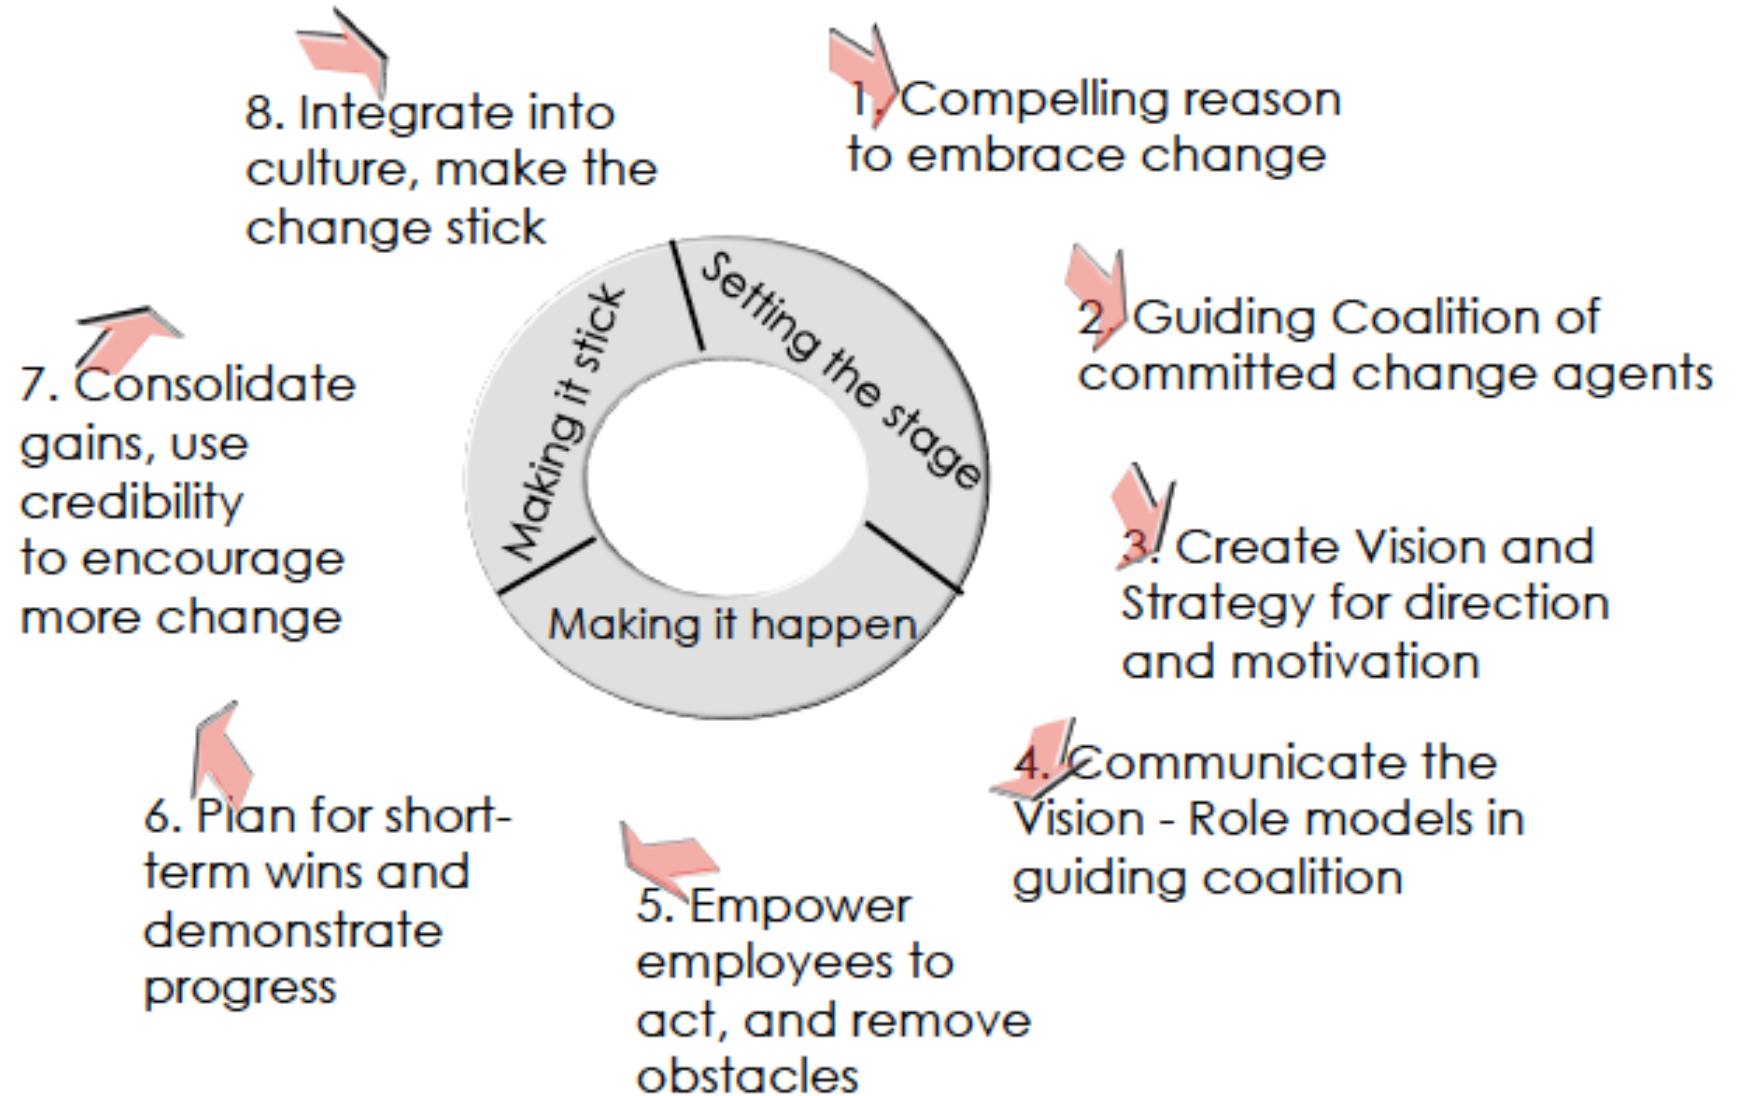 8. Integrate into
culture, make the
change stick
1. Compelling reason
to embrace change
2. Guiding Coalition of
committed change agents
3. Create Vision and
Strategy for direction
and motivation
4. Communicate the
Vision - Role models in
guiding coalition
5. Empower
employees to
act, and remove
obstacles
6. Plan for short-
term wins and
demonstrate
progress
7. Consolidate
gains, use
credibility
to encourage
more change
Setting the stage
Making it happen
Making it stick